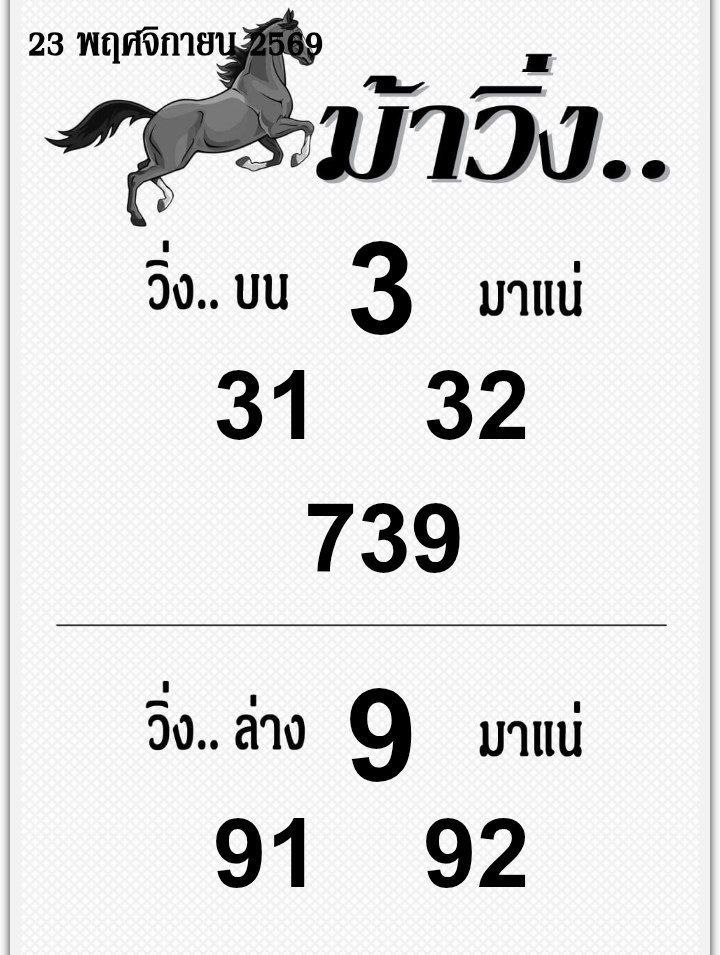 23 พฤศจิกายน 2569
ม้าวิ่ง..
วิ่ง.. บน 3 มาแน่
31 32
739
วิ่ง.. ล่าง 9 มาแน่
91 92